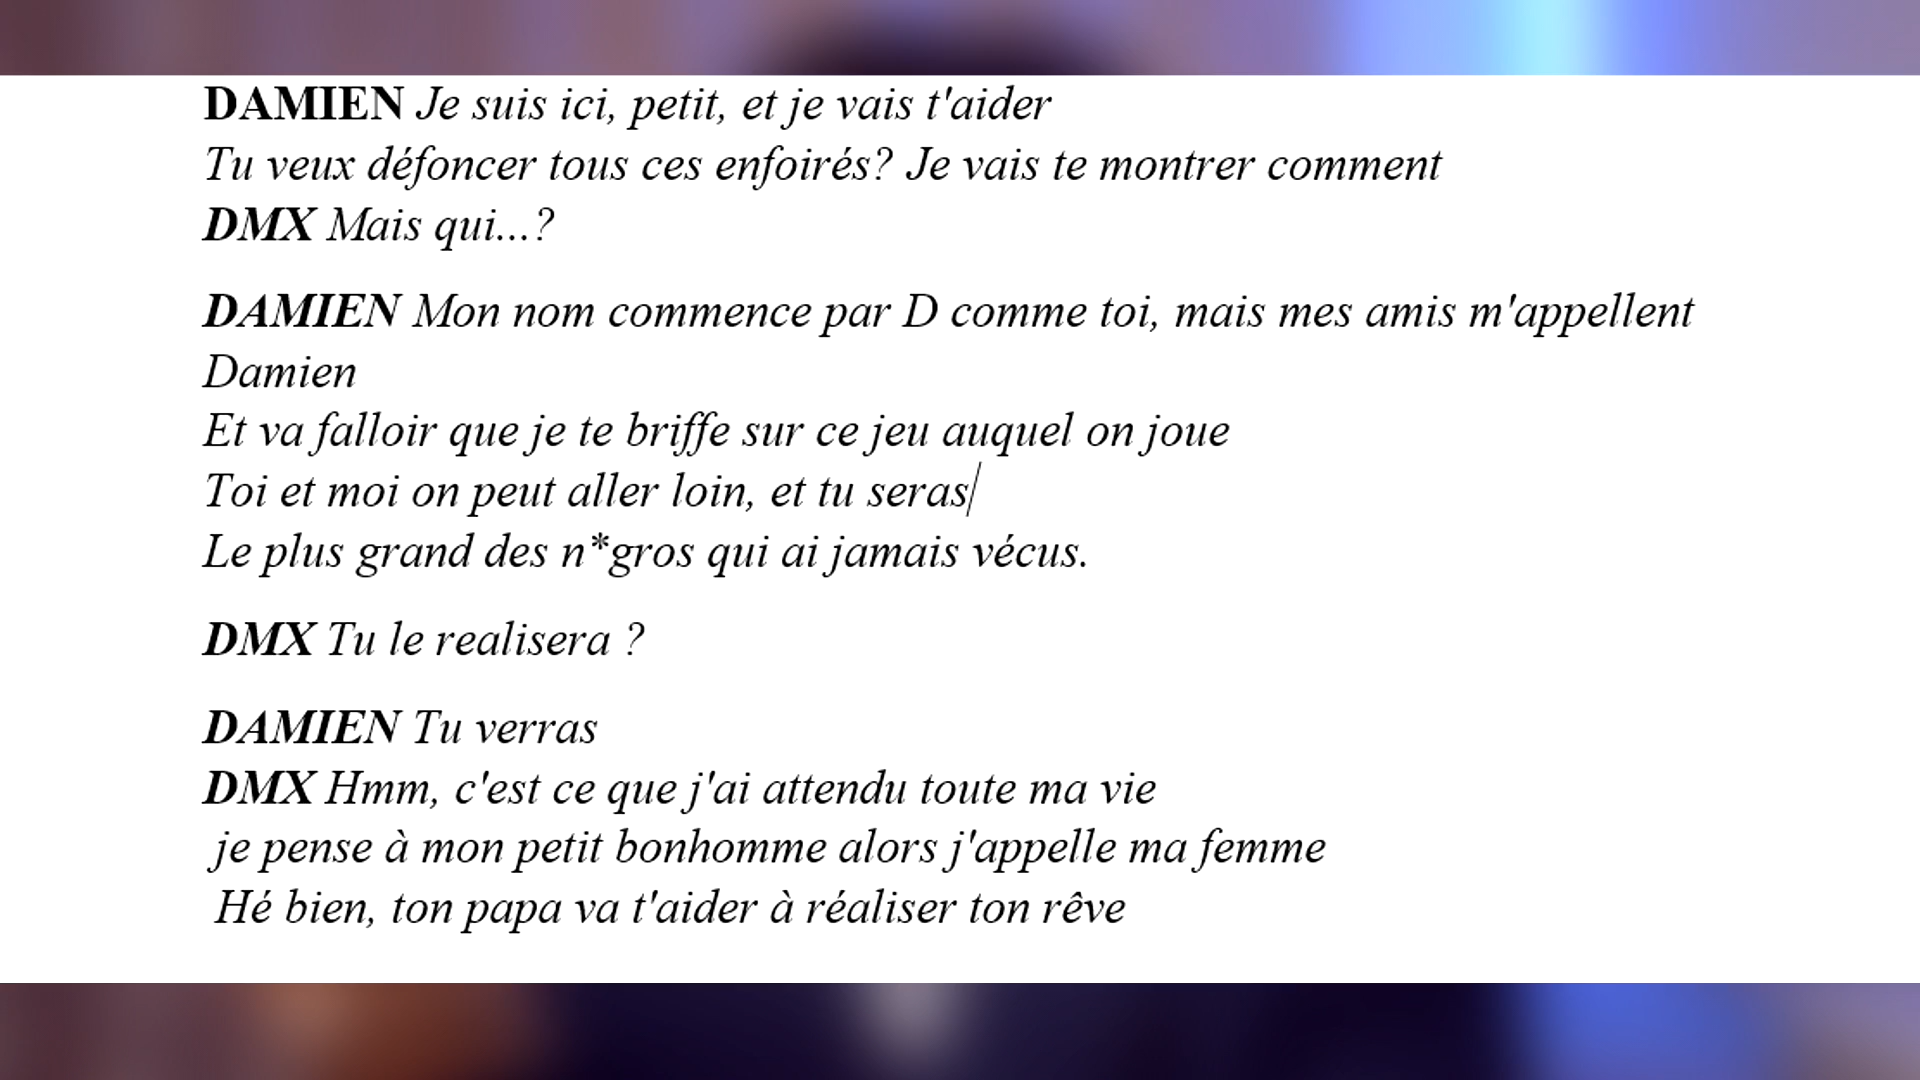 DAMIEN Je suis ici, petit, et je vais t'aider
Tu veux défoncer tous ces enfoirés? Je vais te montrer comment
DMX Mais qui...?
DAMIEN Mon nom commence par D comme toi, mais mes amis m'appellent
Damien
Et va falloir que je te briffe sur ce jeu auquel on joue
Toi et moi on peut aller loin, et tu seras
Le plus grand des n*gros qui ai jamais vécus.
DMX Tu le realisera ?
DAMIEN Tu verras
DMX Hmm, c'est ce que j'ai attendu toute ma vie
je pense à mon petit bonhomme alors j'appelle ma femme
Hé bien, ton papa va t'aider à réaliser ton rêve